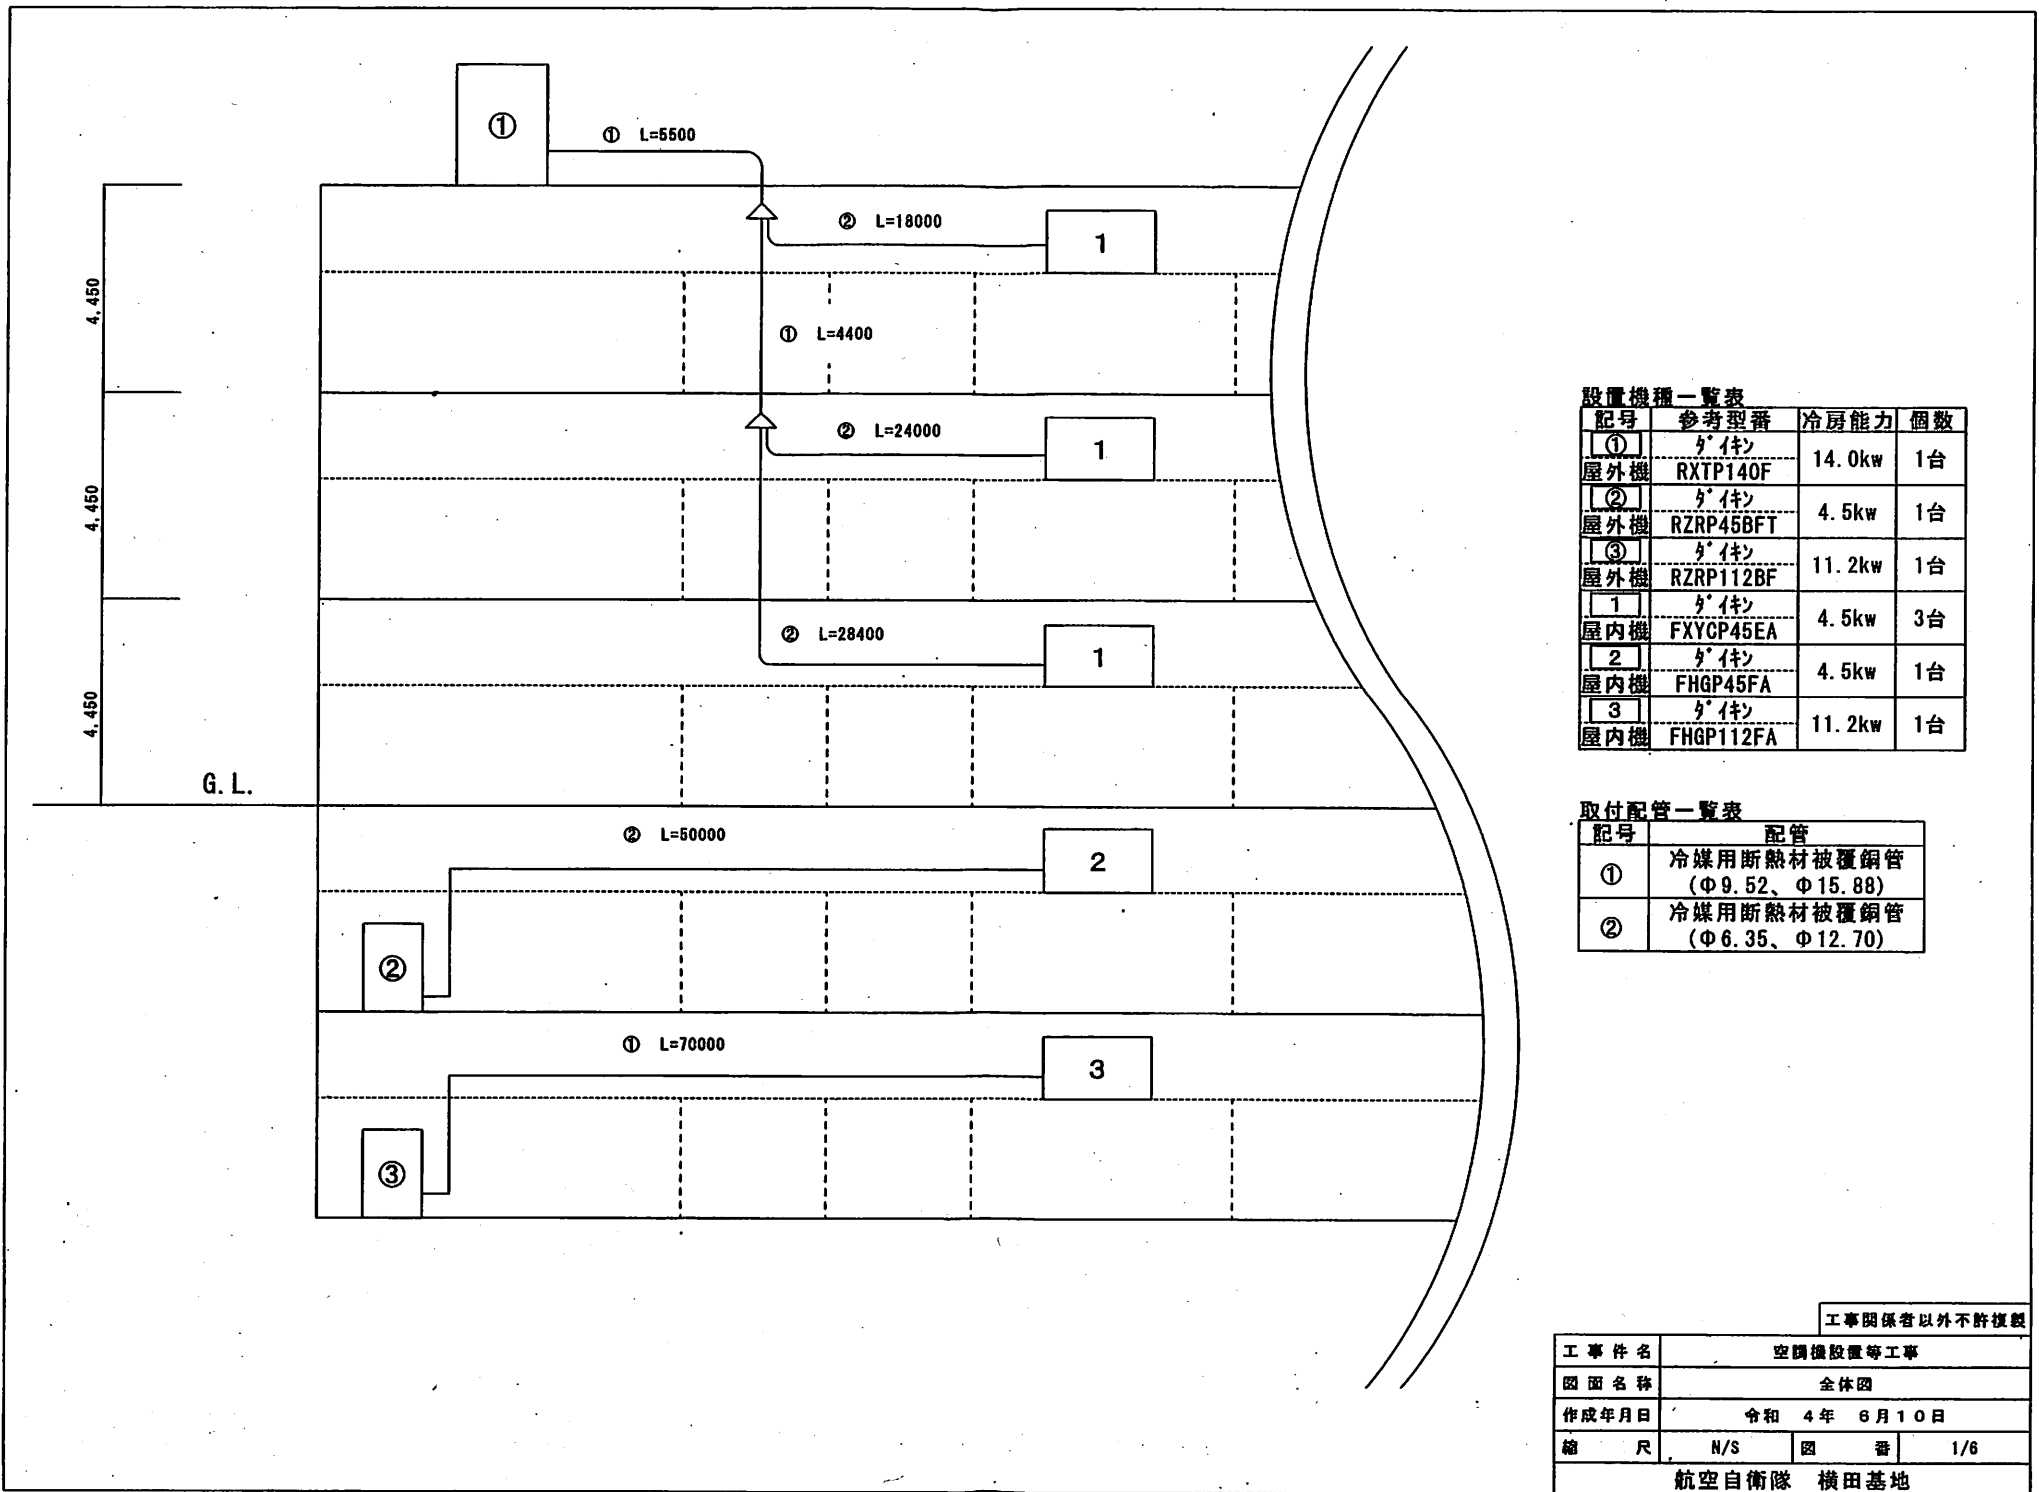 ①
① L=5500
② L=18000
1
4.450
① L=4400
② L=24000
1
4.450
② L=28400
1
4.450
G.L.
② L=50000
2
②
① L=70000
3
③
設置機種一覧表
記号 参考型番 冷房能力 個数
① ダイキン
屋外機 RXTP140F 14.0kw 1台
② ダイキン
屋外機 RZRP45BFT 4.5kw 1台
③ ダイキン
屋外機 RZRP112BF 11.2kw 1台
1 ダイキン
屋内機 FXYCP45EA 4.5kw 3台
2 ダイキン
屋内機 FHGP45FA 4.5kw 1台
3 ダイキン
屋内機 FHGP112FA 11.2kw 1台
取付配管一覧表
記号 配管
① 冷媒用断熱材被覆銅管
(Φ9.52、Φ15.88)
② 冷媒用断熱材被覆銅管
(Φ6.35、Φ12.70)
工事関係者以外不許複製
工事件名 空調機設置等工事
図面名称 全体図
作成年月日 令和 4年 6月10日
縮尺 N/S 図番 1/6
航空自衛隊 横田基地